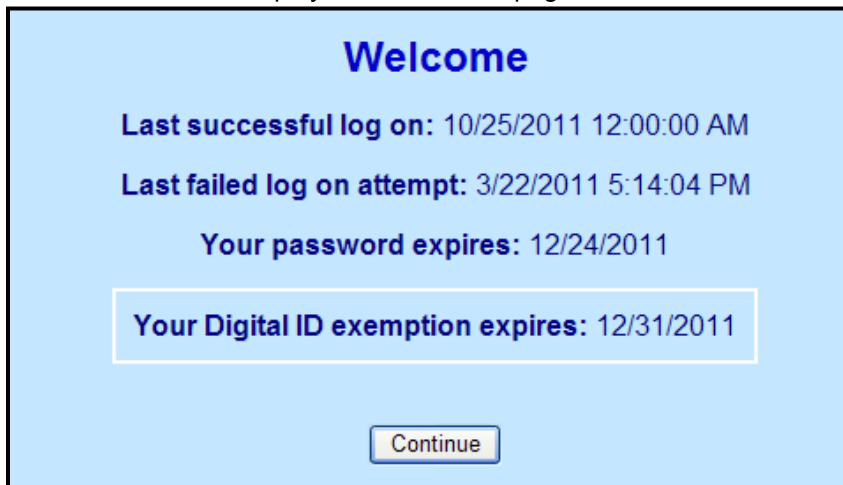 Welcome
Last successful log on: 10/25/2011 12:00:00 AM
Last failed log on attempt: 3/22/2011 5:14:04 PM
Your password expires: 12/24/2011
Your Digital ID exemption expires: 12/31/2011
Continue